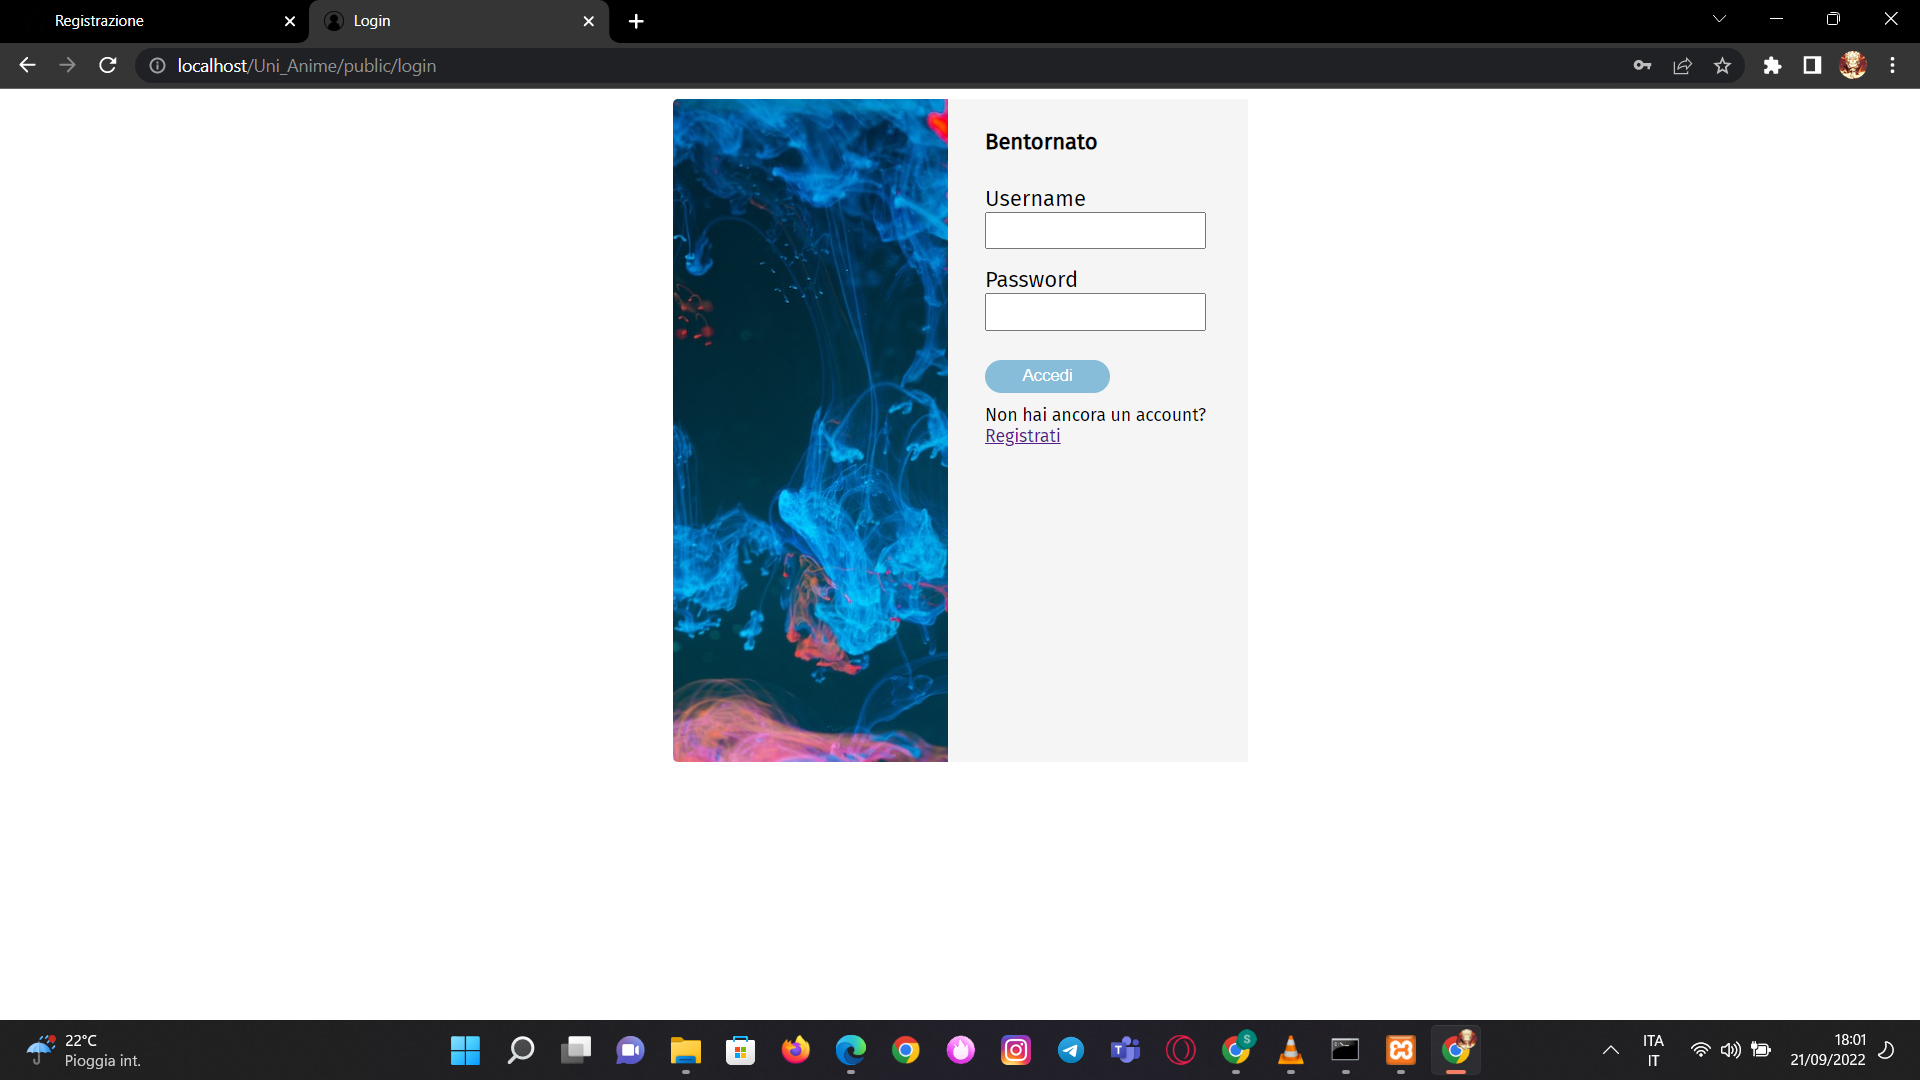 Registrazione
Login
localhost/Uni_Anime/public/login
Bentornato
Username
Password
Accedi
Non hai ancora un account?
Registrati
22°C
Pioggia int.
S
ITA
IT
18:01
21/09/2022